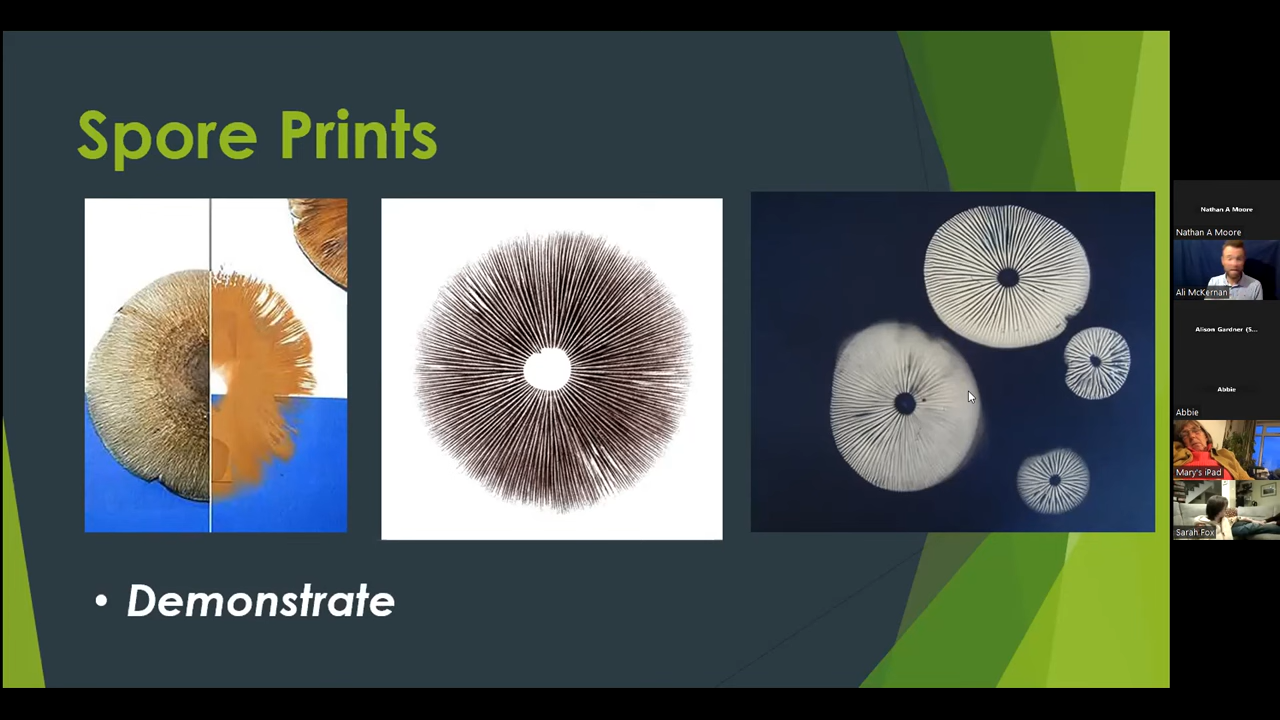 Spore Prints
• Demonstrate
Nathan A Moore
Nathan A Moore
Ali McKernan
Alison Gardner (S...
Abbie
Abbie
Mary's iPad
Sarah Fox